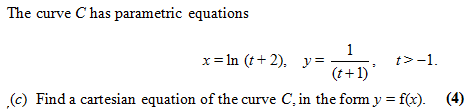 The curve C has parametric equations
x = ln (t + 2), y = 1/(t+1), t > -1.
(c) Find a cartesian equation of the curve C, in the form y = f(x). (4)